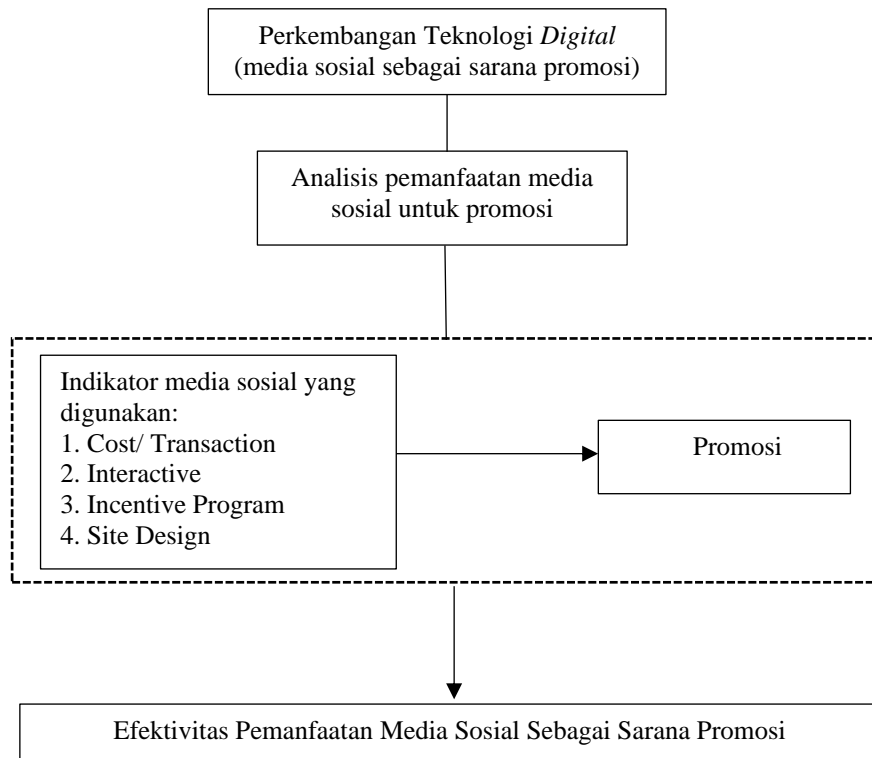 Perkembangan Teknologi Digital
(media sosial sebagai sarana promosi)
Analisis pemanfaatan media
sosial untuk promosi
Indikator media sosial yang
digunakan:
1. Cost/ Transaction
2. Interactive
3. Incentive Program
4. Site Design
Promosi
Efektivitas Pemanfaatan Media Sosial Sebagai Sarana Promosi